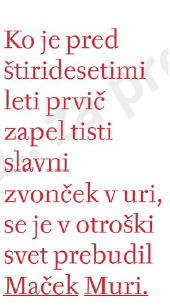 Ko je pred
štiridesetimi
leti prvič
zapel tisti
slavni
zvonček v uri,
se je v otroški
svet prebudil
Maček Muri.